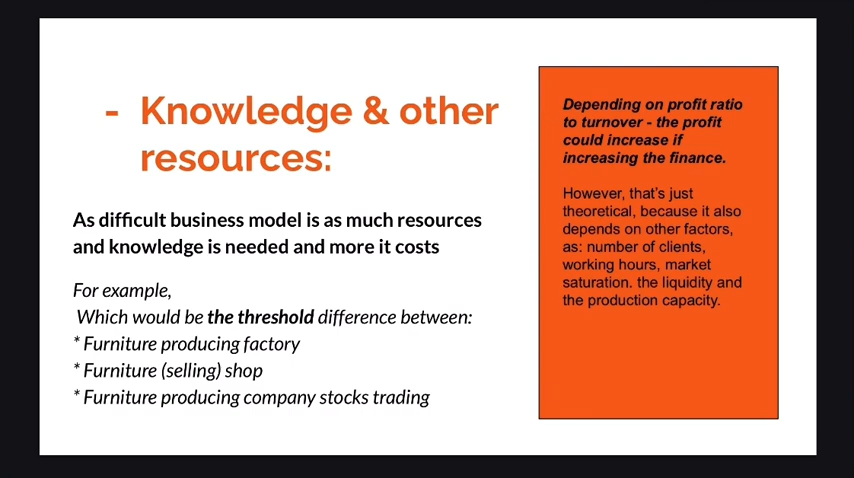 - Knowledge & other
resources:
As difficult business model is as much resources
and knowledge is needed and more it costs
For example,
Which would be the threshold difference between:
* Furniture producing factory
* Furniture (selling) shop
* Furniture producing company stocks trading
Depending on profit ratio
to turnover - the profit
could increase if
increasing the finance.
However, that's just
theoretical, because it also
depends on other factors,
as: number of clients,
working hours, market
saturation. the liquidity and
the production capacity.